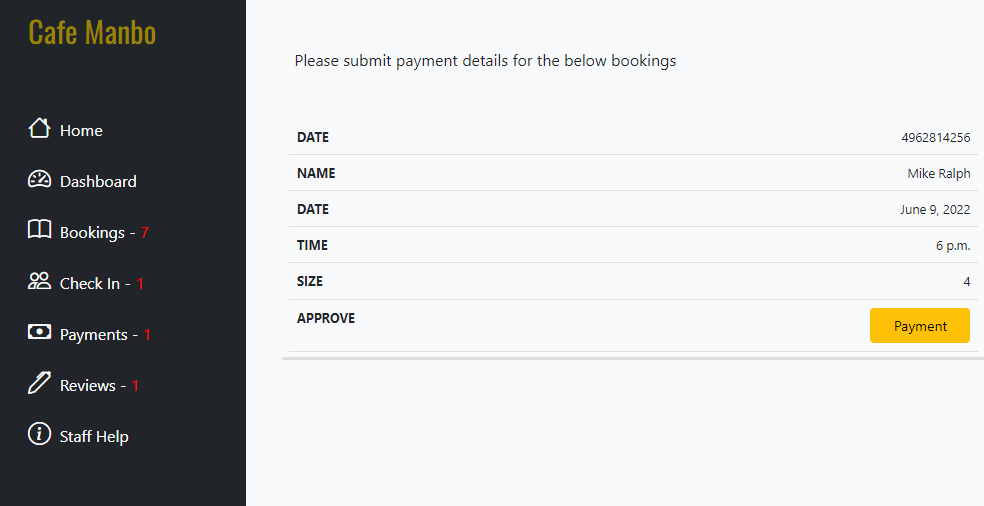 Cafe Manbo
Home
Dashboard
Bookings - 7
Check In - 1
Payments - 1
Reviews - 1
Staff Help
Please submit payment details for the below bookings
DATE 4962814256
NAME Mike Ralph
DATE June 9, 2022
TIME 6 p.m.
SIZE 4
APPROVE Payment